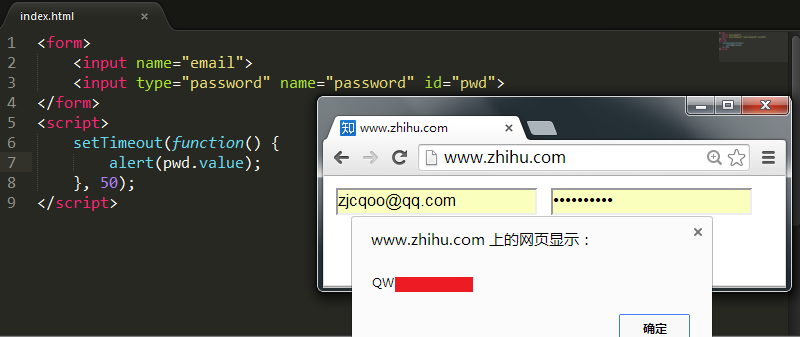 index.html
1 <form>
2 <input name="email">
3 <input type="password" name="password" id="pwd">
4 </form>
5 <script>
6 setTimeout(function() {
7 alert(pwd.value);
8 }, 50);
9 </script>
知 www.zhihu.com
www.zhihu.com
zjcqoo@qq.com
••••••••••
www.zhihu.com 上的网页显示：
QW
确定